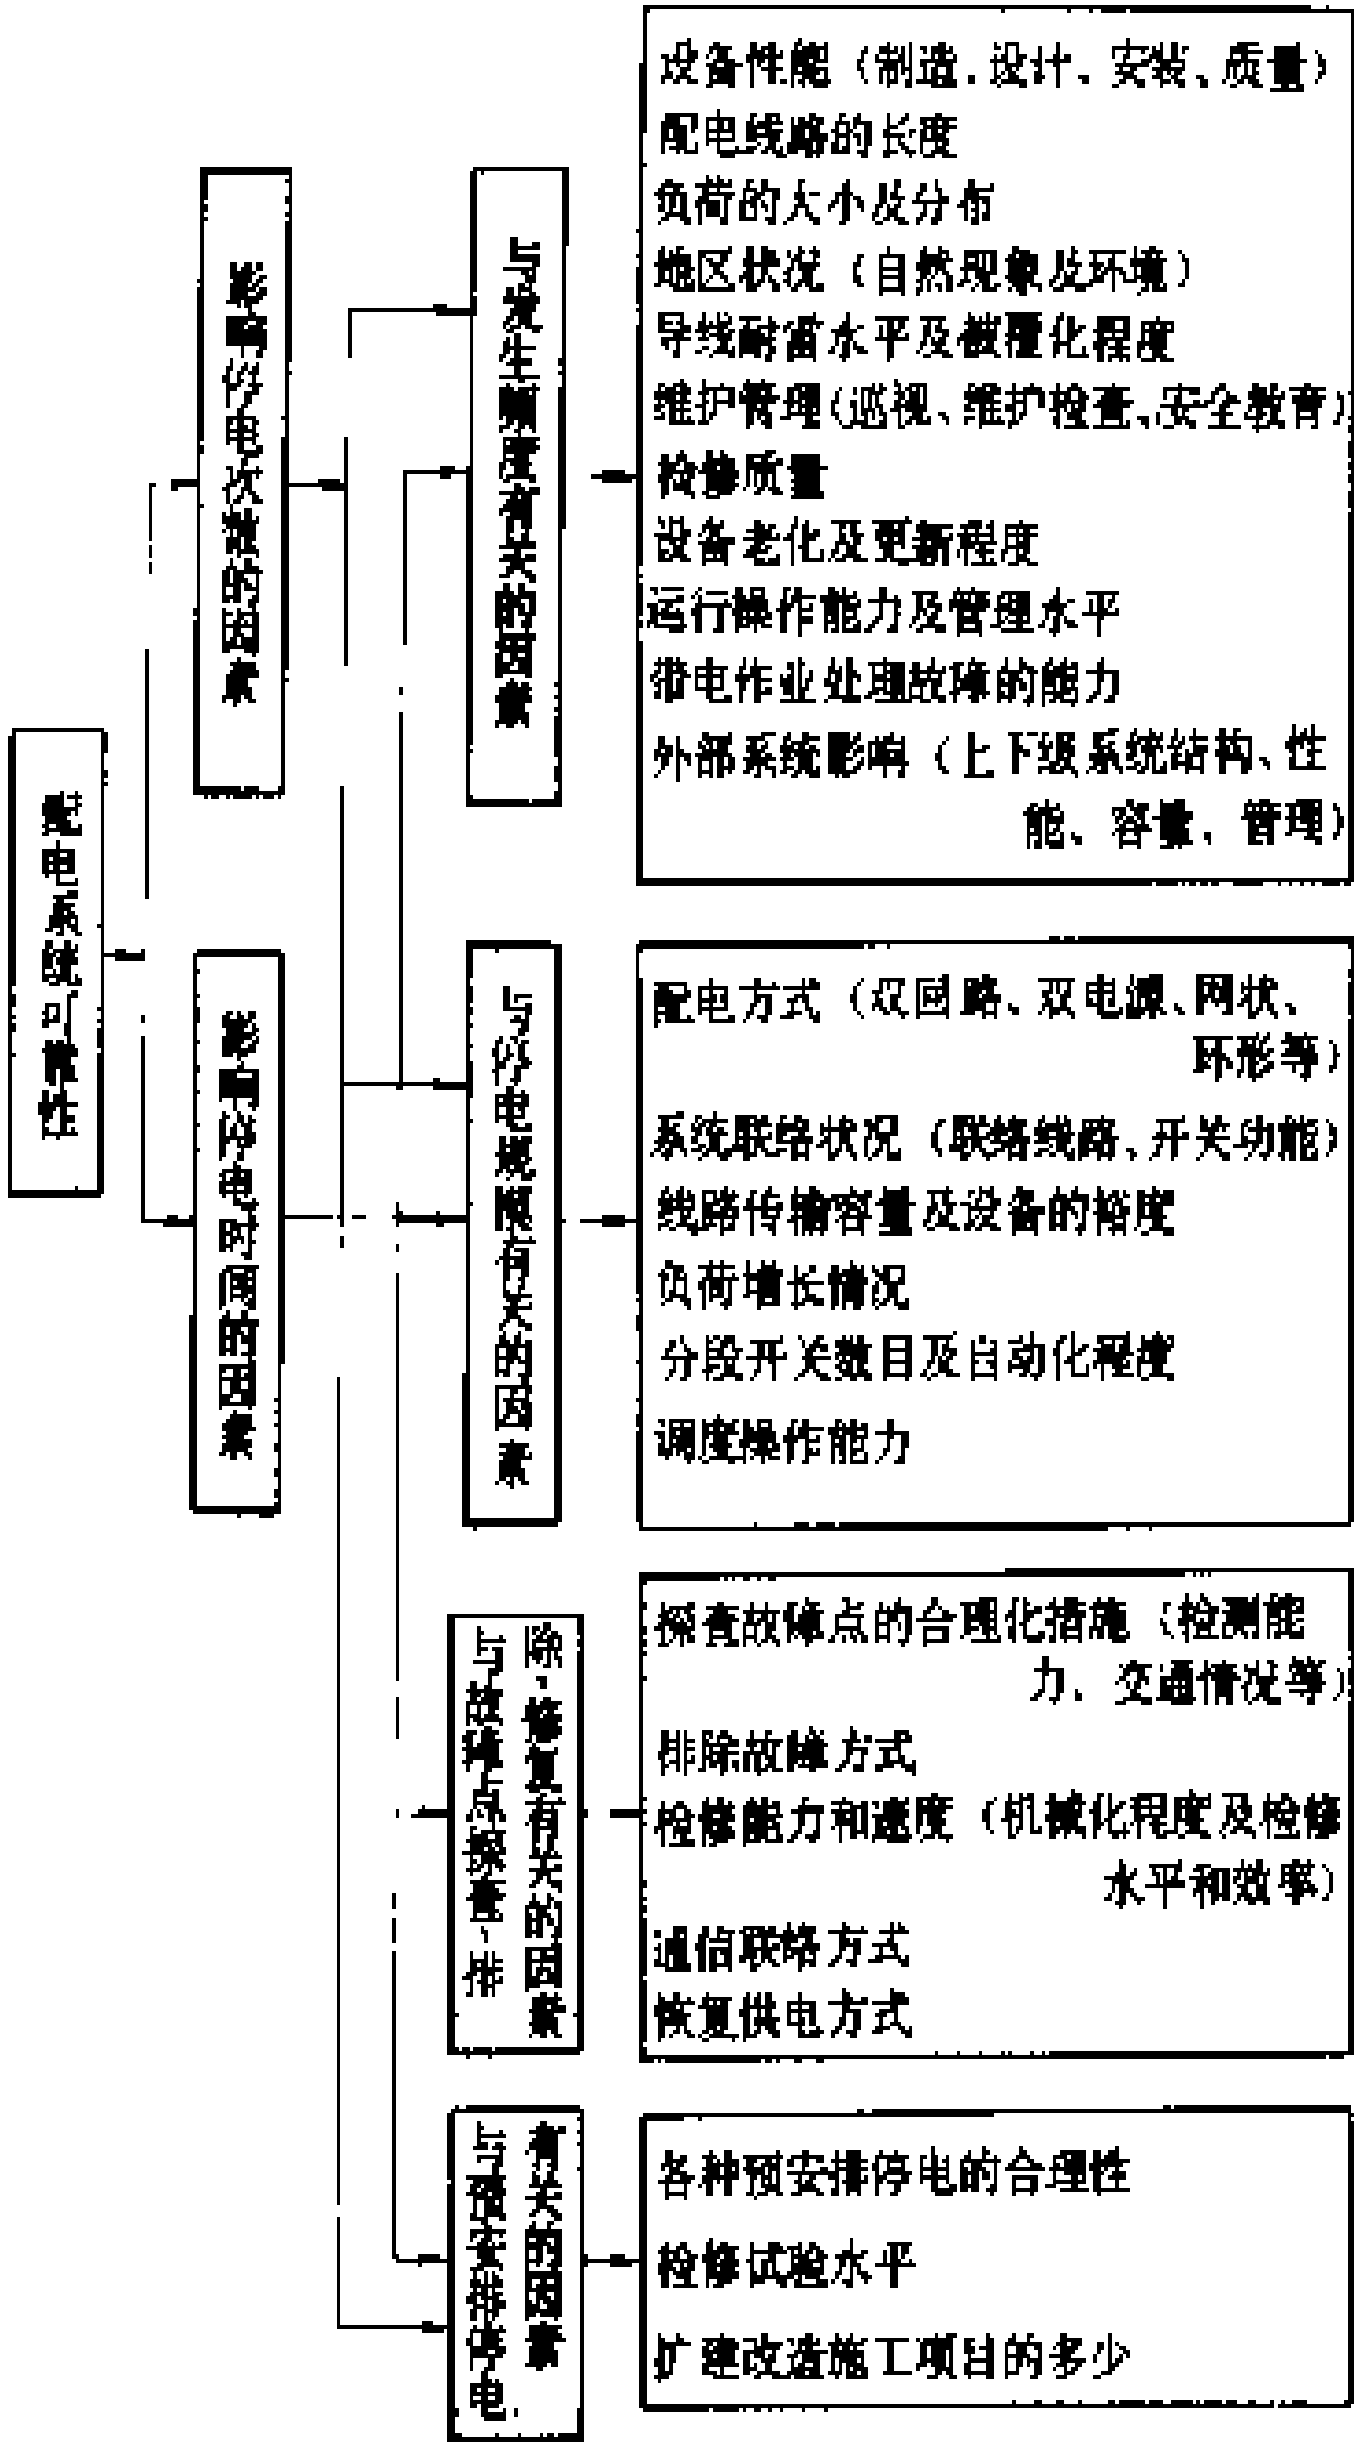 配电系统可靠性
影响停电次数的因素
影响停电时间的因素
与发生频度有关的因素
设备性能（制造、设计、安装、质量）
配电线路的长度
负荷的大小及分布
地区状况（自然现象及环境）
导线耐雷水平及被覆化程度
维护管理（巡视、维护检查、安全教育）
检修质量
设备老化及更新程度
运行操作能力及管理水平
带电作业处理故障的能力
外部系统影响（上下级系统结构、性
能、容量、管理）
与停电规限有关的因素
配电方式（双回路、双电源、网状、
环形等）
系统联络状况（联络线路、开关功能）
线路传输容量及设备的裕度
负荷增长情况
分段开关数目及自动化程度
调度操作能力
与故障点探查·排
除·修复有关的因素
探查故障点的合理化措施（检测能
力、交通情况等）
排除故障方式
检修能力和速度（机械化程度及检修
水平和效率）
通信联络方式
恢复供电方式
与预安排停电
有关的因素
各种预安排停电的合理性
检修试验水平
扩建改造施工项目的多少